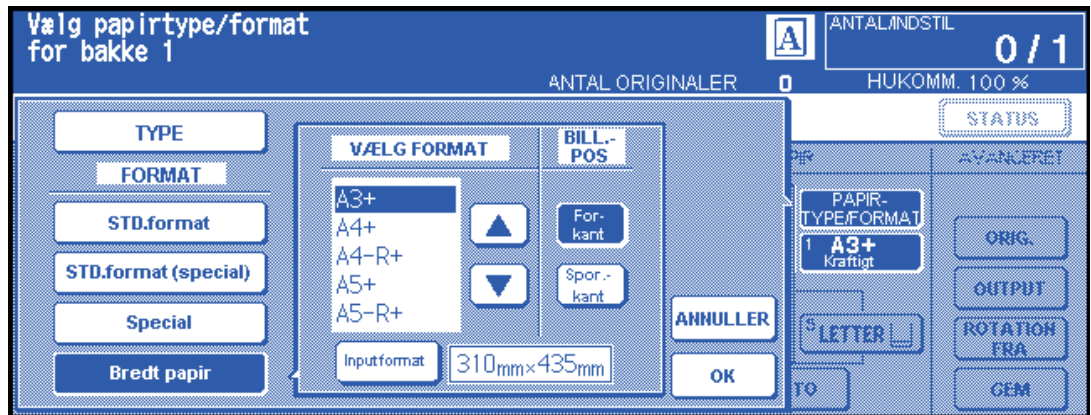 Vælg papirtype/format
for bakke 1
A
ANTAL/INDSTIL
0 / 1
ANTAL ORIGINALER 0
HUKOMM. 100 %
STATUS
TYPE
FORMAT
STD.format
STD.format (special)
Special
Bredt papir
VÆLG FORMAT
A3+
A4+
A4-R+
A5+
A5-R+
Inputformat
310mm×435mm
BILL.-
POS
For-
kant
Spor.-
kant
ANNULLER
OK
PAPIR-
TYPE/FORMAT
1 A3+
Kraftigt
5 LETTER
TO
AVANCERET
ORIG.
OUTPUT
ROTATION
FRA
GEM